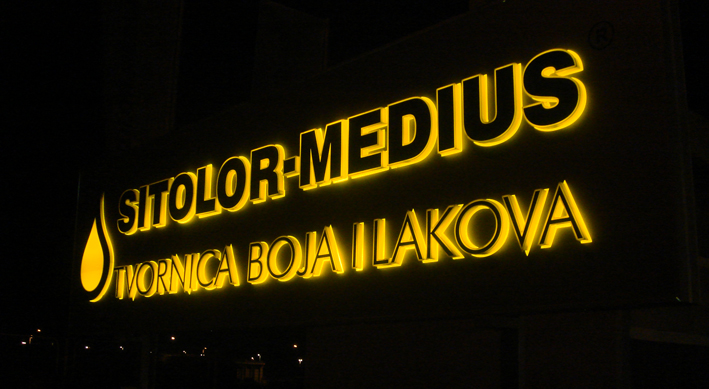 SITOLOR-MEDIUS ®
TVORNICA BOJA I LAKOVA